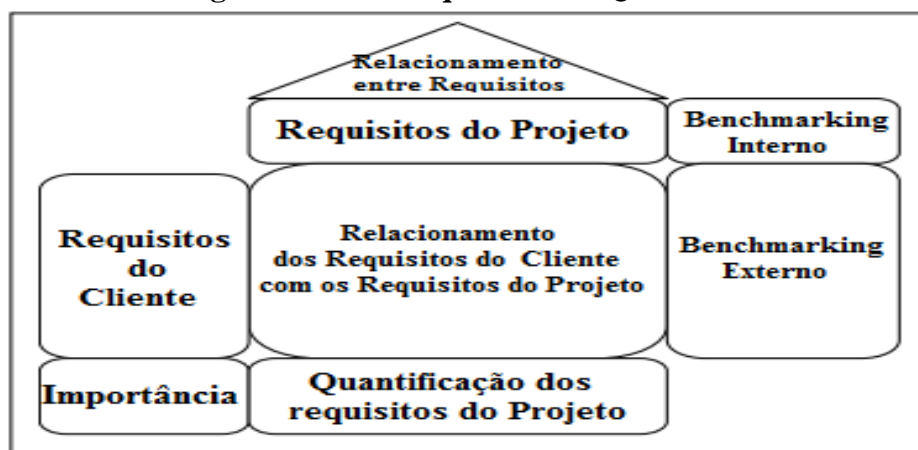 Relacionamento
entre Requisitos
Requisitos do Projeto
Benchmarking
Interno
Requisitos
do
Cliente
Relacionamento
dos Requisitos do Cliente
com os Requisitos do Projeto
Benchmarking
Externo
Importância
Quantificação dos
requisitos do Projeto